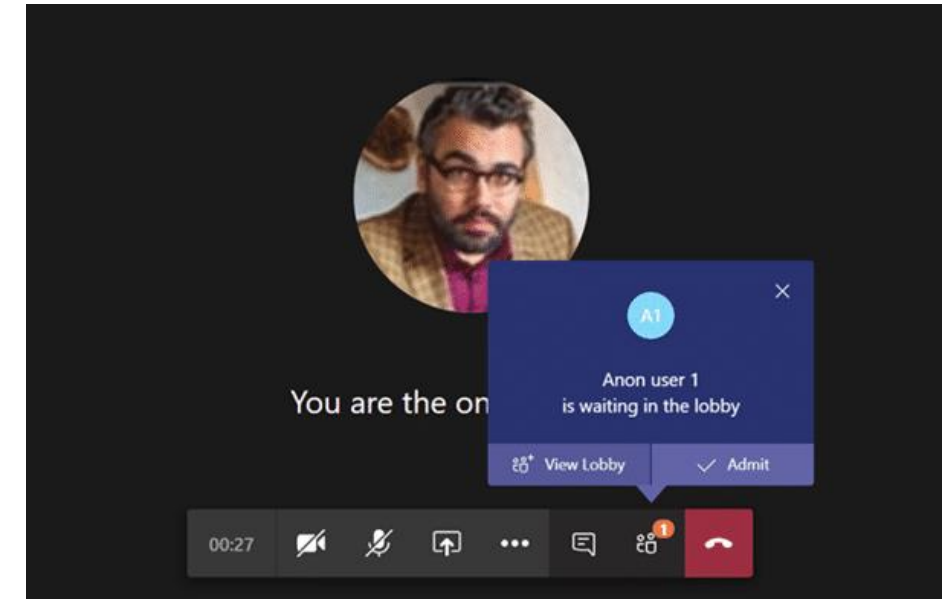 A1
Anon user 1
is waiting in the lobby
You are the on
View Lobby
Admit
00:27
1